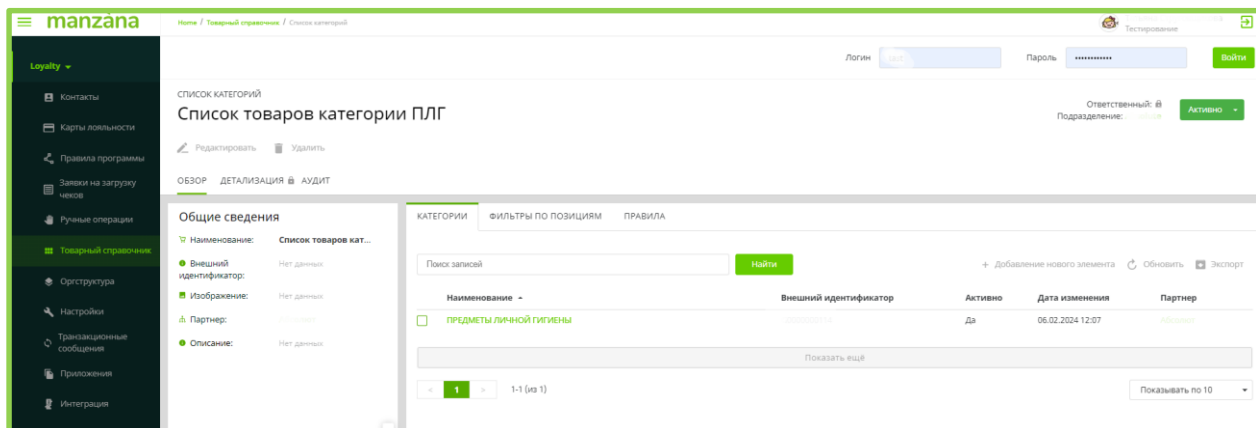 manzána
Home / Товарный справочник / Список категорий
Тестирование
Loyalty
Логин
Пароль ••••••••••••
Войти
Контакты
Карты лояльности
Правила программы
Заявки на загрузку
чеков
Ручные операции
Товарный справочник
Оргструктура
Настройки
Транзакционные
сообщения
Приложения
Интеграция
СПИСОК КАТЕГОРИЙ
Список товаров категории ПЛГ
Ответственный:
Подразделение:
Активно
Редактировать Удалить
ОБЗОР ДЕТАЛИЗАЦИЯ АУДИТ
Общие сведения
Наименование: Список товаров кат...
Внешний
идентификатор: Нет данных
Изображение: Нет данных
Партнер:
Описание: Нет данных
КАТЕГОРИИ ФИЛЬТРЫ ПО ПОЗИЦИЯМ ПРАВИЛА
Поиск записей Найти + Добавление нового элемента Обновить Экспорт
Наименование Внешний идентификатор Активно Дата изменения Партнер
ПРЕДМЕТЫ ЛИЧНОЙ ГИГИЕНЫ Да 06.02.2024 12:07
Показать ещё
« 1 > 1-1 (из 1) Показывать по 10